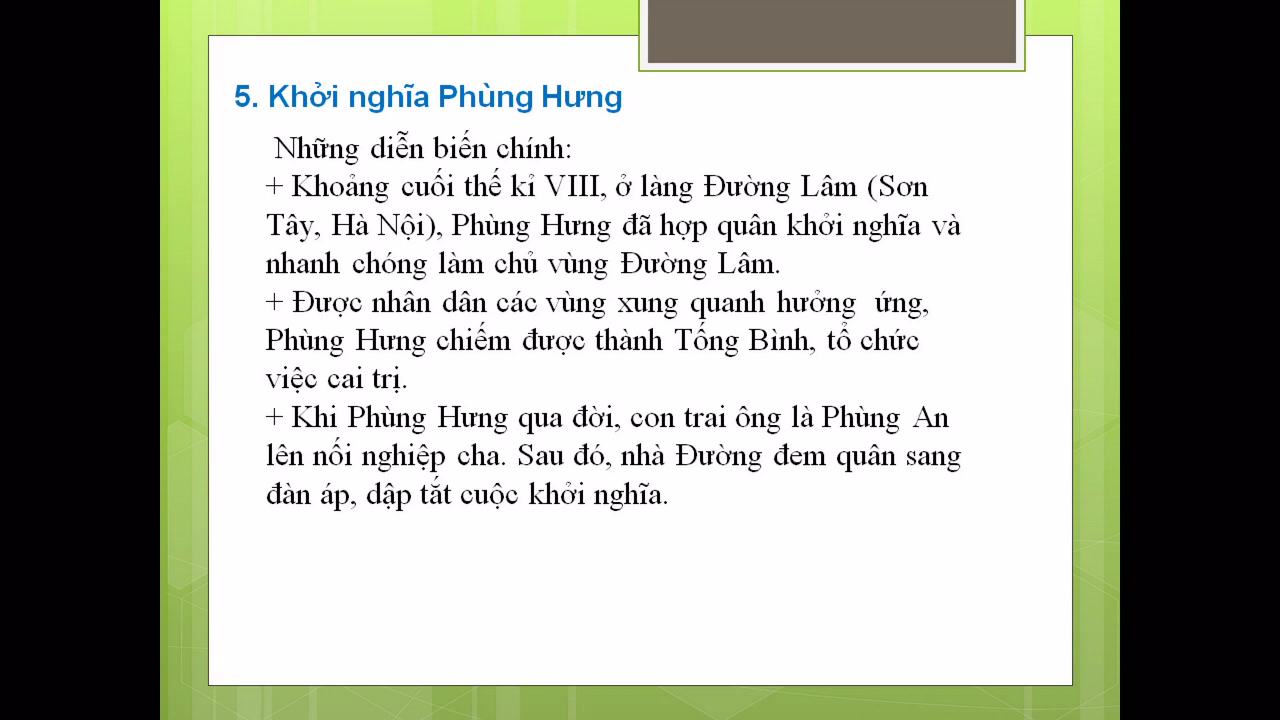 5. Khởi nghĩa Phùng Hưng
Những diễn biến chính:
+ Khoảng cuối thế kỉ VIII, ở làng Đường Lâm (Sơn
Tây, Hà Nội), Phùng Hưng đã hợp quân khởi nghĩa và
nhanh chóng làm chủ vùng Đường Lâm.
+ Được nhân dân các vùng xung quanh hưởng ứng,
Phùng Hưng chiếm được thành Tống Bình, tổ chức
việc cai trị.
+ Khi Phùng Hưng qua đời, con trai ông là Phùng An
lên nối nghiệp cha. Sau đó, nhà Đường đem quân sang
đàn áp, dập tắt cuộc khởi nghĩa.